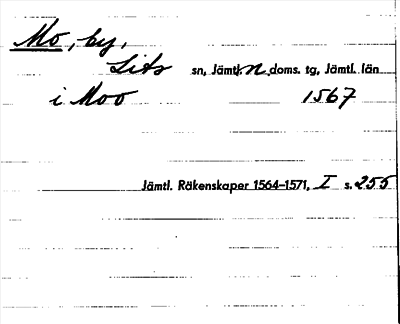 Mo, by,
Lits sn, Jämtl. n. doms. tg, Jämtl. län
i Moo 1567
Jämtl. Räkenskaper 1564–1571, I s. 255